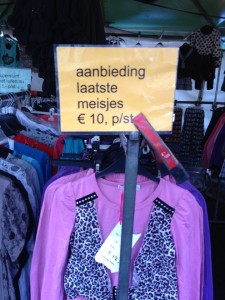 aanbieding
laatste
meisjes
€ 10, p/st